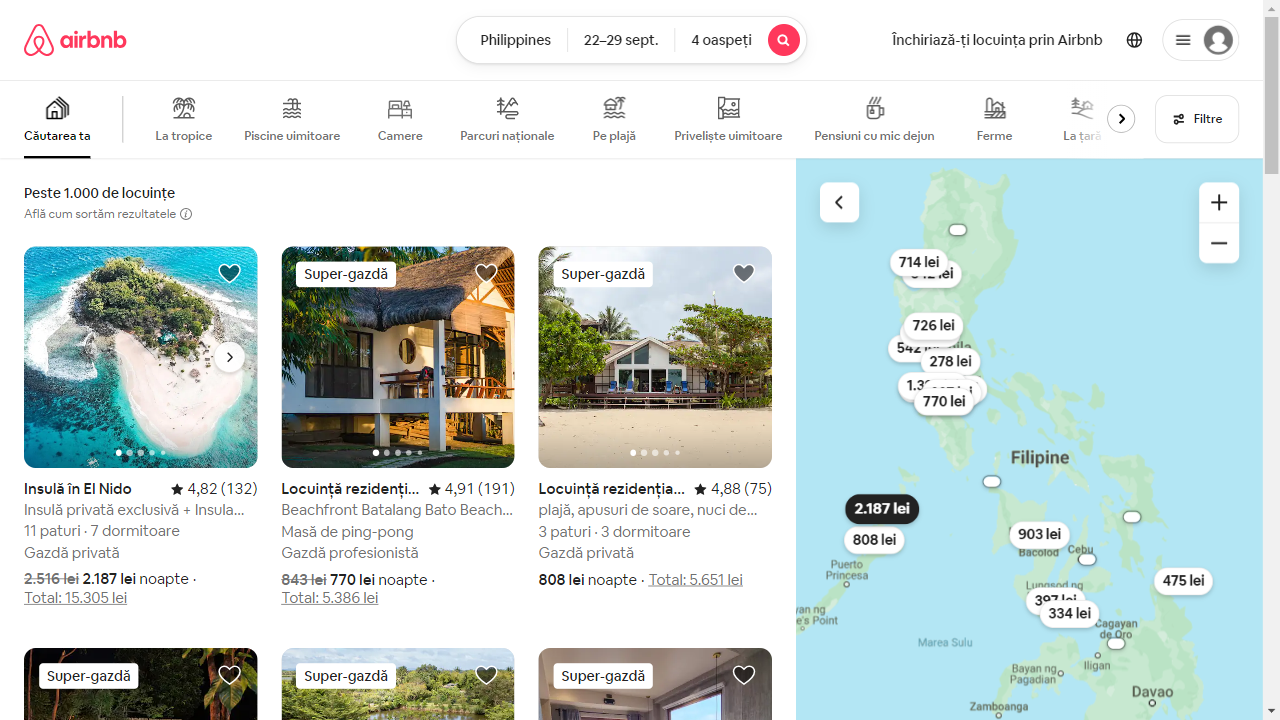 airbnb
Philippines
22–29 sept.
4 oaspeți
Închiriază-ți locuința prin Airbnb
Căutarea ta
La tropice
Piscine uimitoare
Camere
Parcuri naționale
Pe plajă
Priveliște uimitoare
Pensiuni cu mic dejun
Ferme
La țară
Filtre
Peste 1.000 de locuințe
Află cum sortăm rezultatele
Super-gazdă
Super-gazdă
Insulă în El Nido
4,82 (132)
Insulă privată exclusivă + Insula…
11 paturi · 7 dormitoare
Gazdă privată
2.516 lei 2.187 lei noapte ·
Total: 15.305 lei
Locuință rezidenți…
4,91 (191)
Beachfront Batalang Bato Beach…
Masă de ping-pong
Gazdă profesionistă
843 lei 770 lei noapte ·
Total: 5.386 lei
Locuință rezidenția…
4,88 (75)
plajă, apusuri de soare, nuci de…
3 paturi · 3 dormitoare
Gazdă privată
808 lei noapte · Total: 5.651 lei
Super-gazdă
Super-gazdă
Super-gazdă
714 lei
726 lei
278 lei
770 lei
Filipine
2.187 lei
808 lei
903 lei
Bacolod
Cebu
Puerto
Princesa
475 lei
Lungsod ng
397 lei
334 lei
Cagayan
de Oro
Iligan
Marea Sulu
Bayan ng
Pagadian
Davao
Zamboanga